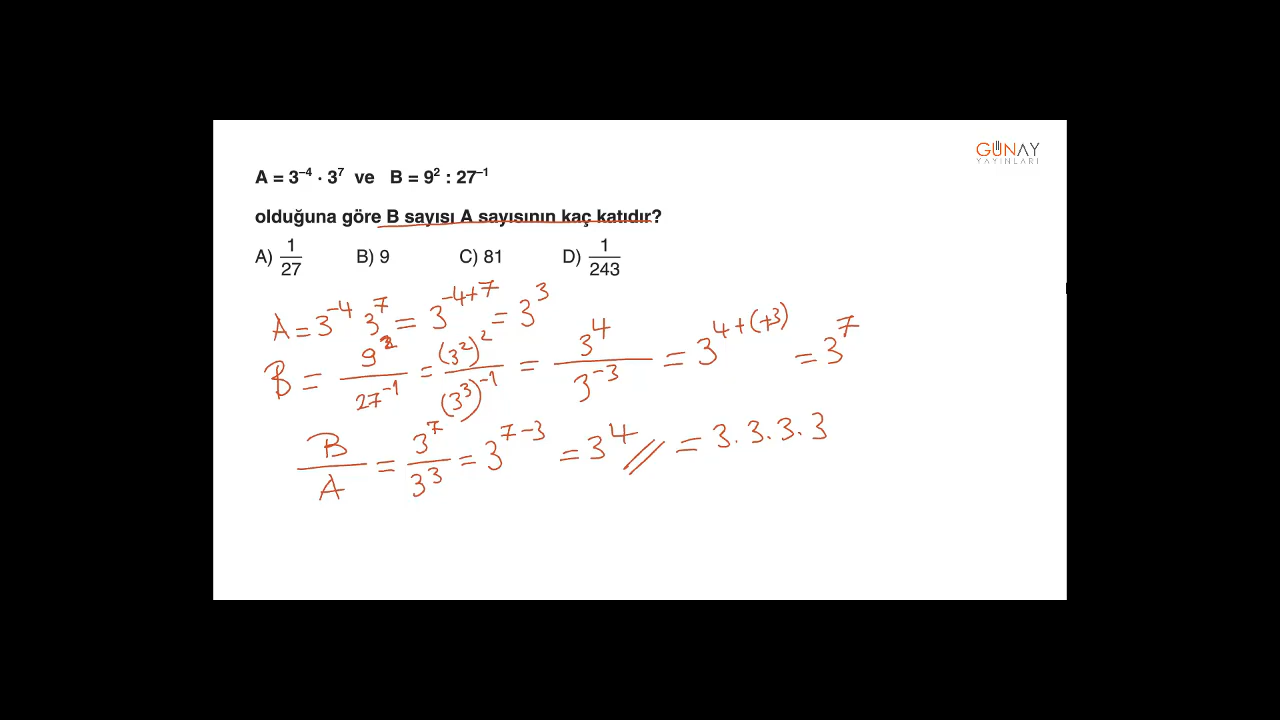 GÜNAY
YAYINLARI
A = 3⁻⁴ · 3⁷ ve B = 9² : 27⁻¹
olduğuna göre B sayısı A sayısının kaç katıdır?
A) 1/27 B) 9 C) 81 D) 1/243
A = 3⁻⁴ 3⁷ = 3⁻⁴⁺⁷ = 3³
B = 9²/27⁻¹ = (3²)²/(3³)⁻¹ = 3⁴/3⁻³ = 3⁴⁺⁽⁺³⁾ = 3⁷
B/A = 3⁷/3³ = 3⁷⁻³ = 3⁴ // = 3.3.3.3